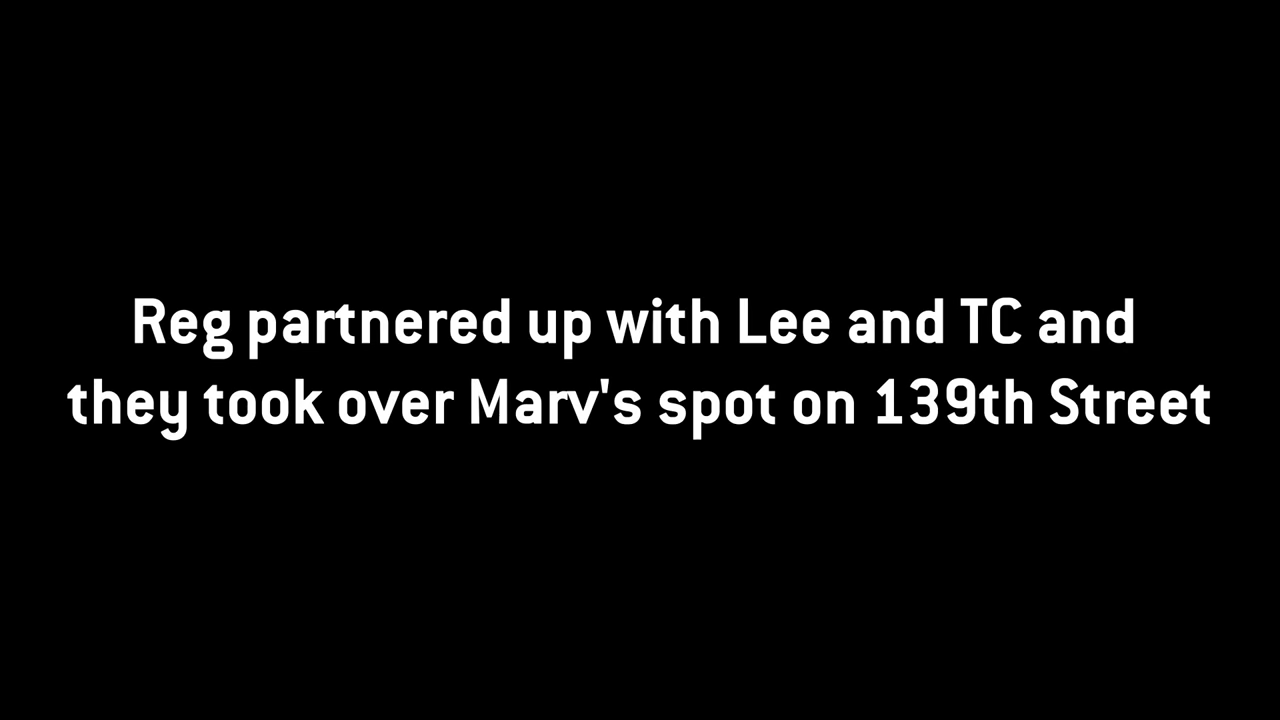 Reg partnered up with Lee and TC and
they took over Marv's spot on 139th Street